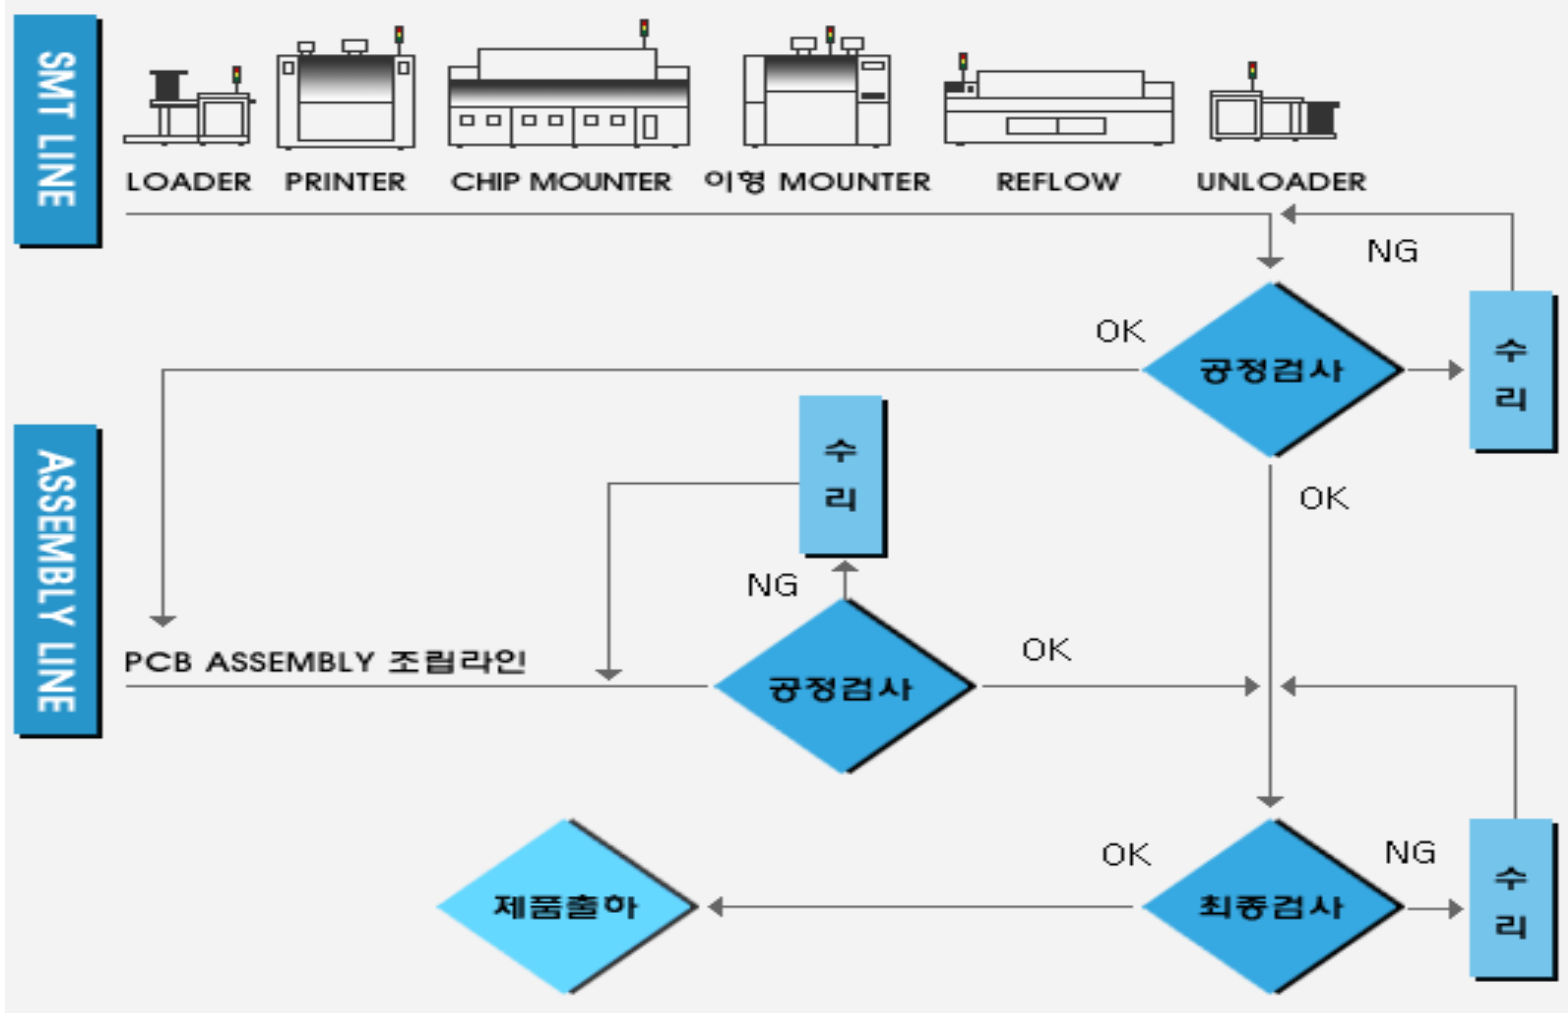 SMT LINE
LOADER
PRINTER
CHIP MOUNTER
이형 MOUNTER
REFLOW
UNLOADER
NG
OK
공정검사
수
리
OK
ASSEMBLY LINE
수
리
NG
PCB ASSEMBLY 조립라인
공정검사
OK
제품출하
OK
최종검사
NG
수
리